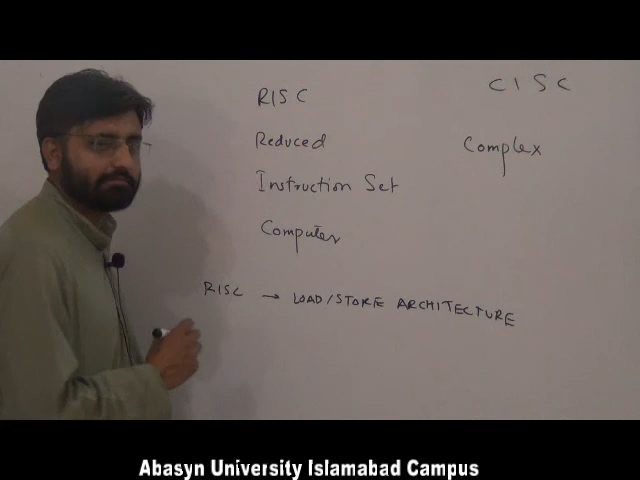 RISC
CISC
Reduced
Complex
Instruction Set
Computer
RISC → LOAD/STORE ARCHITECTURE
Abasyn University Islamabad Campus